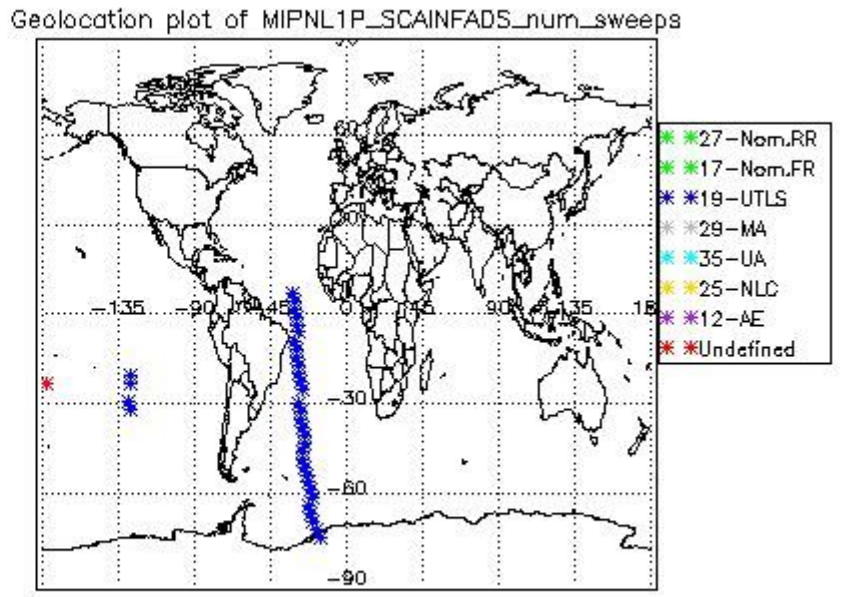 Geolocation plot of MIPNL1P_SCAINFADS_num_sweeps
60
-135 -90 -45 0 45 90 135
-30
-60
-90
27-Nom.RR
17-Nom.FR
19-UTLS
29-MA
35-UA
25-NLC
12-AE
Undefined